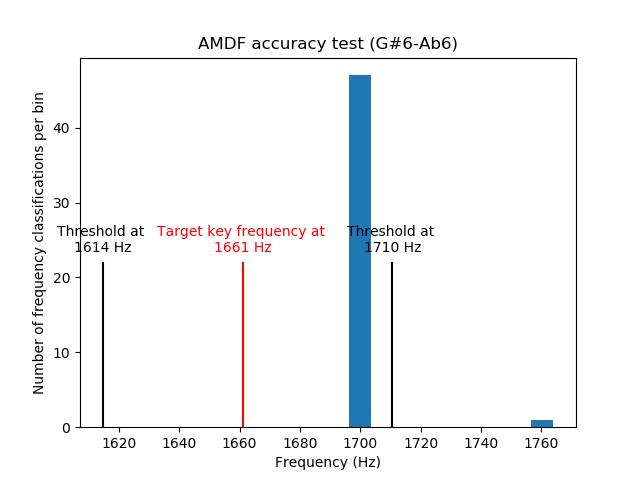 AMDF accuracy test (G#6-Ab6)
Number of frequency classifications per bin
40
30
20
10
0
Threshold at
1614 Hz
Target key frequency at
1661 Hz
Threshold at
1710 Hz
1620 1640 1660 1680 1700 1720 1740 1760
Frequency (Hz)